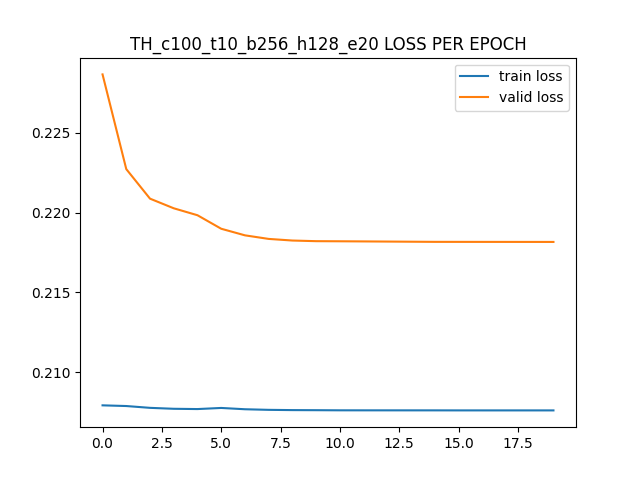 TH_c100_t10_b256_h128_e20 LOSS PER EPOCH
train loss
valid loss
0.225
0.220
0.215
0.210
0.0 2.5 5.0 7.5 10.0 12.5 15.0 17.5